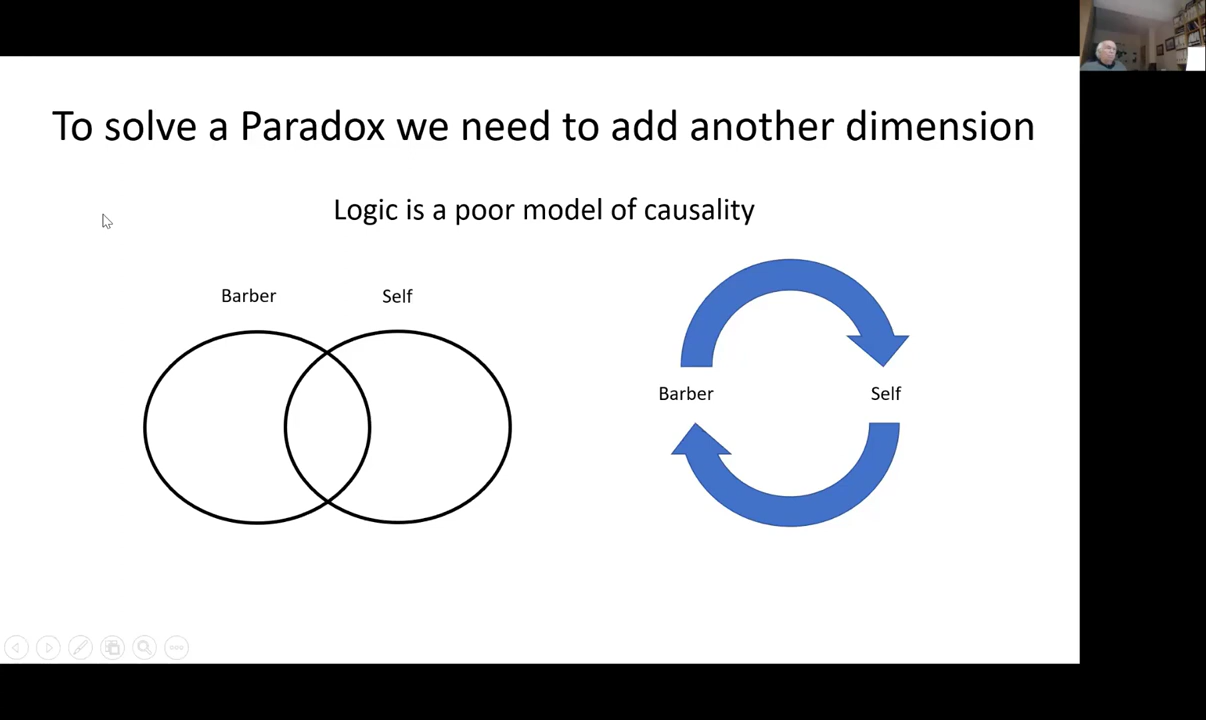 To solve a Paradox we need to add another dimension
Logic is a poor model of causality
Barber
Self
Barber
Self